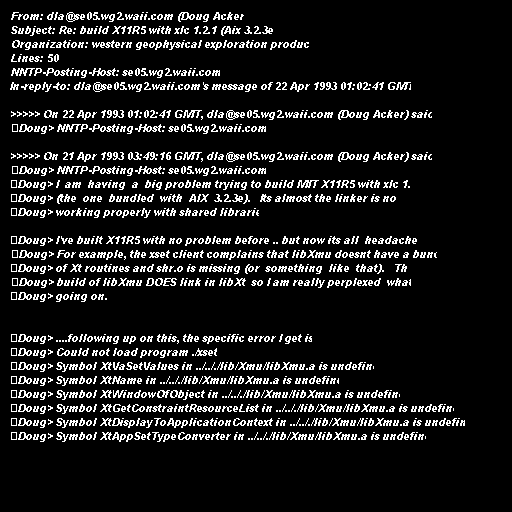 From: dla@se05.wg2.waii.com (Doug Acker
Subject: Re: build X11R5 with xlc 1.2.1 (Aix 3.2.3e
Organization: western geophysical exploration produc
Lines: 50
NNTP-Posting-Host: se05.wg2.waii.com
In-reply-to: dla@se05.wg2.waii.com's message of 22 Apr 1993 01:02:41 GMT

>>>>> On 22 Apr 1993 01:02:41 GMT, dla@se05.wg2.waii.com (Doug Acker) said
□Doug> NNTP-Posting-Host: se05.wg2.waii.com

>>>>> On 21 Apr 1993 03:49:16 GMT, dla@se05.wg2.waii.com (Doug Acker) said
□Doug> NNTP-Posting-Host: se05.wg2.waii.com
□Doug> I am having a big problem trying to build MIT X11R5 with xlc 1.
□Doug> (the one bundled with AIX 3.2.3e). Its almost the linker is no
□Doug> working properly with shared librarie

□Doug> I've built X11R5 with no problem before .. but now its all headache
□Doug> For example, the xset client complains that libXmu doesnt have a bunc
□Doug> of Xt routines and shr.o is missing (or something like that). Th
□Doug> build of libXmu DOES link in libXt so I am really perplexed what
□Doug> going on.

□Doug> ....following up on this, the specific error I get is
□Doug> Could not load program ./xset
□Doug> Symbol XtVaSetValues in ../../../lib/Xmu/libXmu.a is undefine
□Doug> Symbol XtName in ../../../lib/Xmu/libXmu.a is undefine
□Doug> Symbol XtWindowOfObject in ../../../lib/Xmu/libXmu.a is undefine
□Doug> Symbol XtGetConstraintResourceList in ../../../lib/Xmu/libXmu.a is undefine
□Doug> Symbol XtDisplayToApplicationContext in ../../../lib/Xmu/libXmu.a is undefin
□Doug> Symbol XtAppSetTypeConverter in ../../../lib/Xmu/libXmu.a is undefine